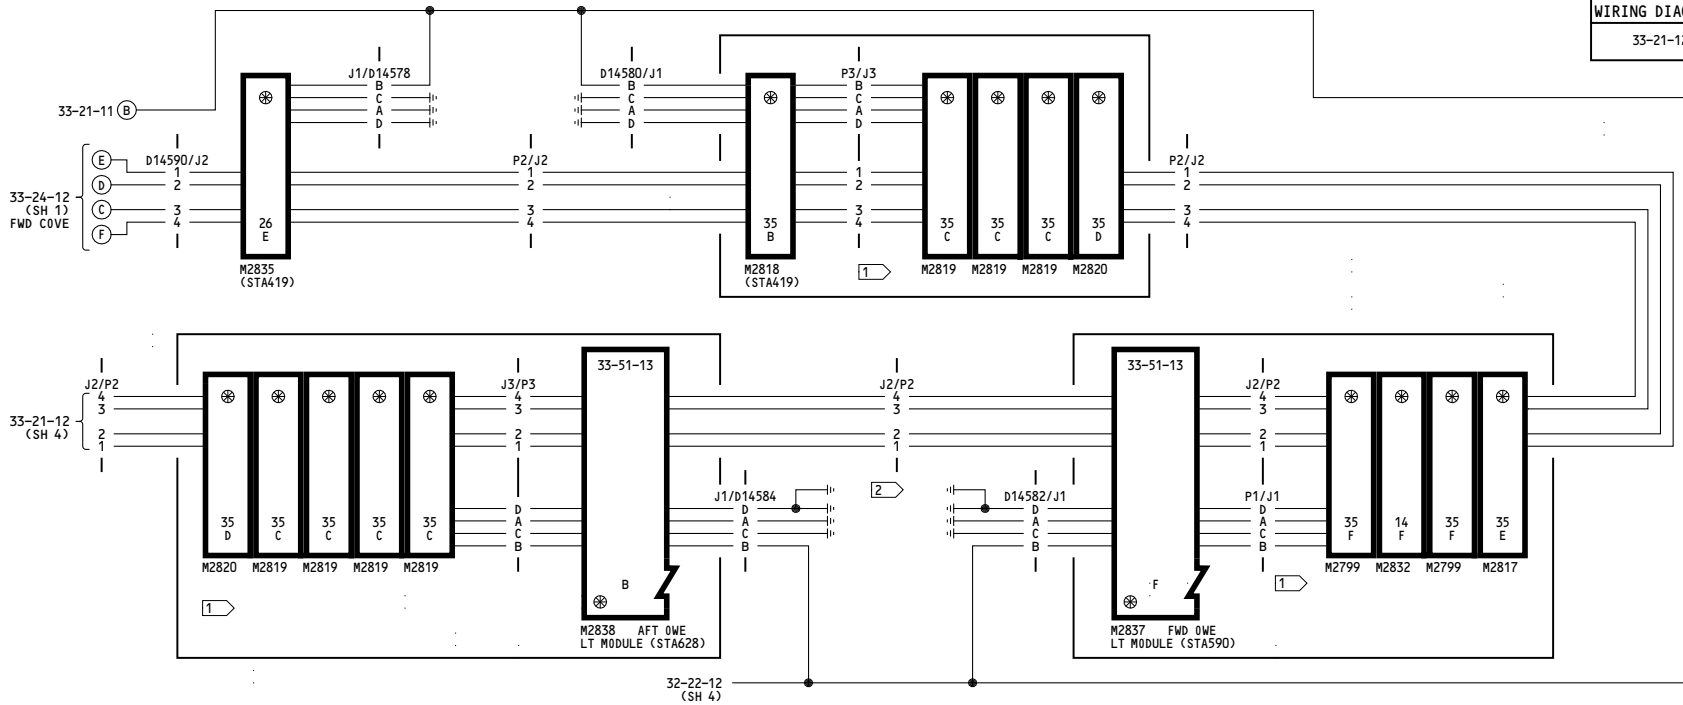 WIRING DIA
33-21-12
33-21-11 B
J1/D14578
B
C
A
D
D14580/J1
B
C
A
D
P3/J3
B
C
A
D
33-24-12
(SH 1)
FWD COVE
E
D
C
F
D14590/J2
1
2
3
4
P2/J2
1
2
3
4
1
2
3
4
P2/J2
1
2
3
4
26
E
M2835
(STA419)
35
B
M2818
(STA419)
1
35
C
M2819
35
C
M2819
35
C
M2819
35
D
M2820
33-21-12
(SH 4)
J2/P2
4
3
2
1
35
D
M2820
35
C
M2819
35
C
M2819
35
C
M2819
35
C
M2819
1
J3/P3
4
3
2
1
D
A
C
B
33-51-13
B
M2838 AFT OWE
LT MODULE (STA628)
J1/D14584
D
A
C
B
J2/P2
4
3
2
1
2
D14582/J1
D
A
C
B
33-51-13
F
M2837 FWD OWE
LT MODULE (STA590)
J2/P2
4
3
2
1
P1/J1
D
A
C
B
1
35
F
M2799
14
F
M2832
35
F
M2799
35
E
M2817
32-22-12
(SH 4)